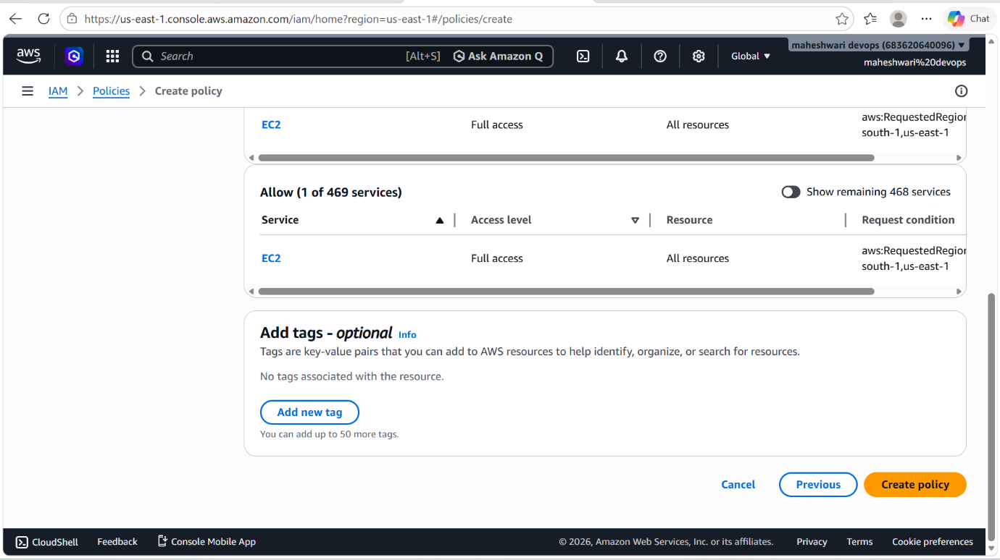 https://us-east-1.console.aws.amazon.com/iam/home?region=us-east-1#/policies/create
Chat
aws
Search [Alt+S] Ask Amazon Q
Global
maheshwari devops (683620640096)
maheshwari%20devops
IAM > Policies > Create policy
EC2 Full access All resources aws:RequestedRegion
south-1,us-east-1
Allow (1 of 469 services) Show remaining 468 services
Service Access level Resource Request condition
EC2 Full access All resources aws:RequestedRegion
south-1,us-east-1
Add tags - optional Info
Tags are key-value pairs that you can add to AWS resources to help identify, organize, or search for resources.
No tags associated with the resource.
Add new tag
You can add up to 50 more tags.
Cancel Previous Create policy
CloudShell Feedback Console Mobile App © 2026, Amazon Web Services, Inc. or its affiliates. Privacy Terms Cookie preferences